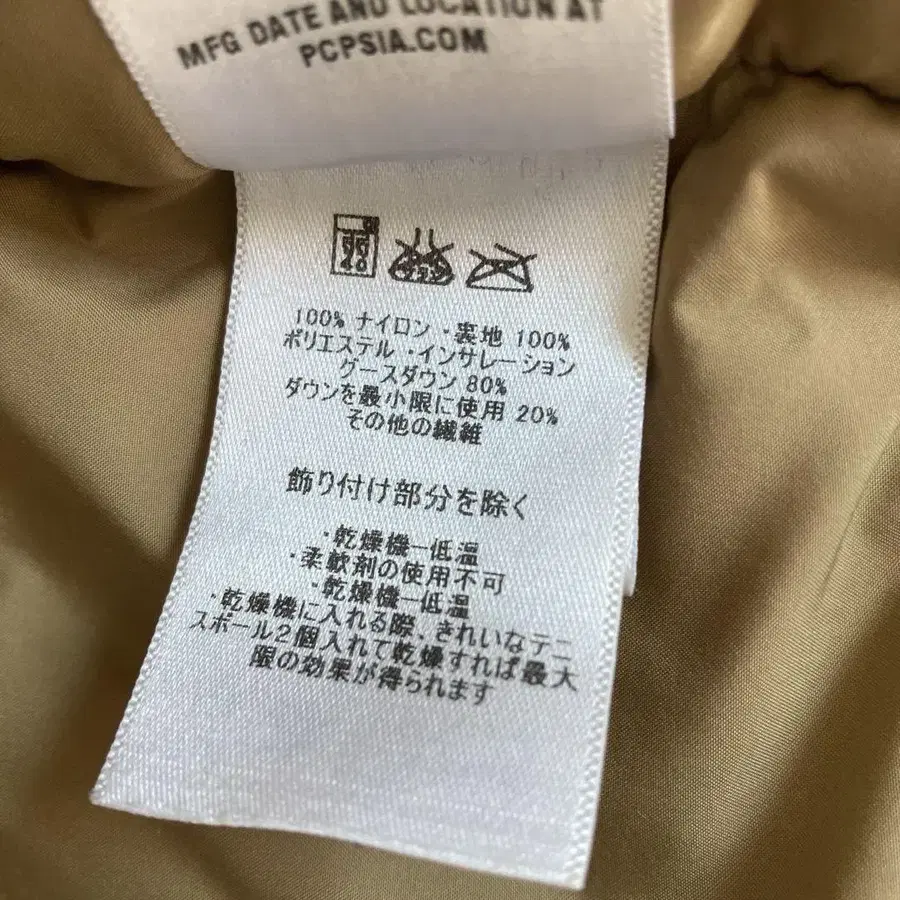 MFG DATE AND LOCATION AT
PCPSIA.COM
40
100% ナイロン ・裏地 100%
ポリエステル ・インサレーション
グースダウン 80%
ダウンを最小限に使用 20%
その他の繊維
飾り付け部分を除く
・乾燥機ー低温
・柔軟剤の使用不可
・乾燥機ー低温
・乾燥機に入れる際、きれいなテニ
スボール2個入れて乾燥すれば最大
限の効果が得られます